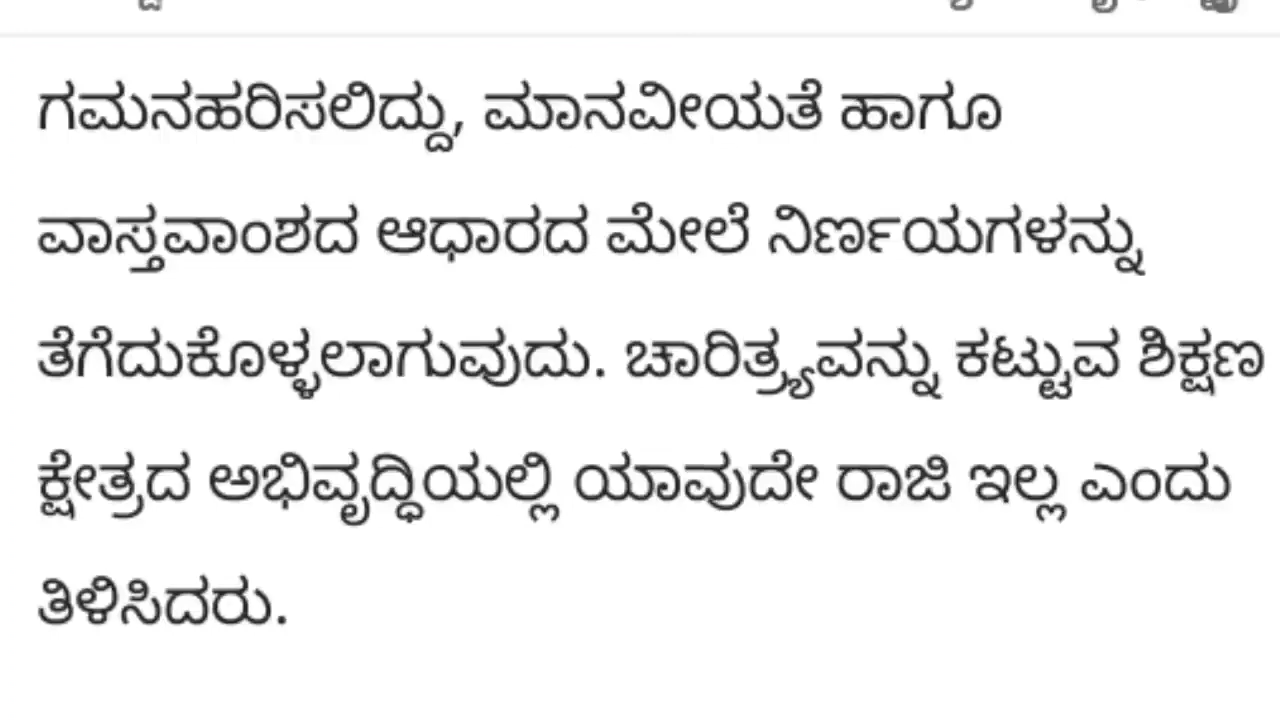 ಗಮನಹರಿಸಲಿದ್ದು, ಮಾನವೀಯತೆ ಹಾಗೂ
ವಾಸ್ತವಾಂಶದ ಆಧಾರದ ಮೇಲೆ ನಿರ್ಣಯಗಳನ್ನು
ತೆಗೆದುಕೊಳ್ಳಲಾಗುವುದು. ಚಾರಿತ್ರ್ಯವನ್ನು ಕಟ್ಟುವ ಶಿಕ್ಷಣ
ಕ್ಷೇತ್ರದ ಅಭಿವೃದ್ಧಿಯಲ್ಲಿ ಯಾವುದೇ ರಾಜಿ ಇಲ್ಲ ಎಂದು
ತಿಳಿಸಿದರು.